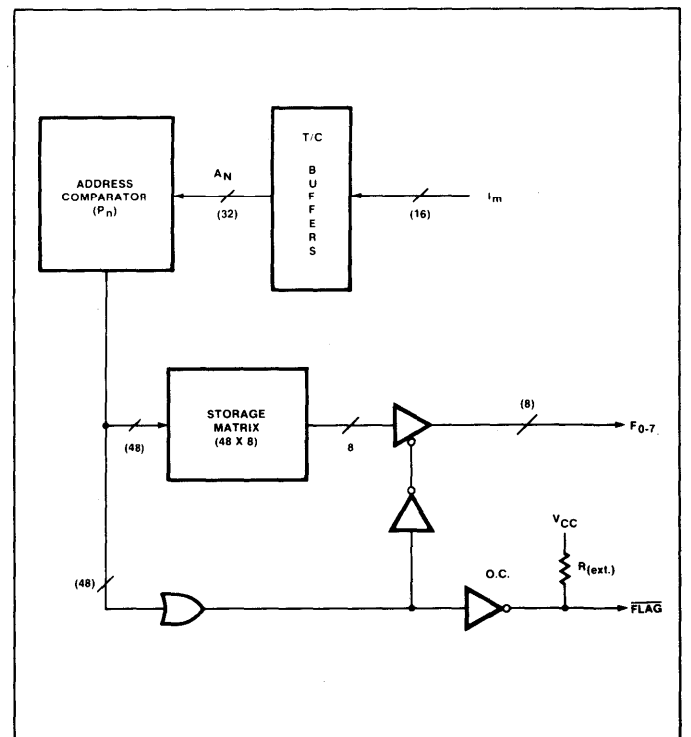 T/C
BUFFERS
ADDRESS
COMPARATOR
(Pn)
AN
(32)
(16)
Im
STORAGE
MATRIX
(48 X 8)
(48)
8
(8)
F0-7
VCC
R(ext.)
O.C.
(48)
FLAG